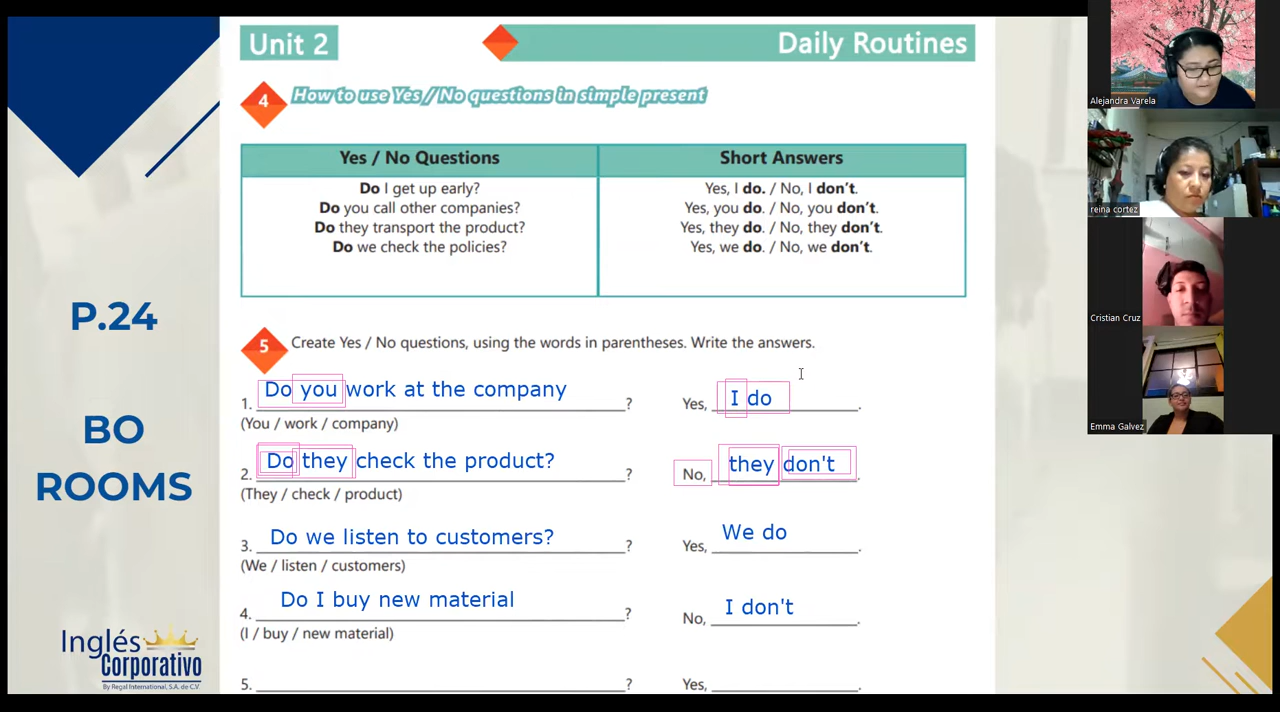 Unit 2
Daily Routines
4
How to use Yes / No questions in simple present
Yes / No Questions
Short Answers
Do I get up early?
Yes, I do. / No, I don't.
Do you call other companies?
Yes, you do. / No, you don't.
Do they transport the product?
Yes, they do. / No, they don't.
Do we check the policies?
Yes, we do. / No, we don't.
P.24
BO
ROOMS
5
Create Yes / No questions, using the words in parentheses. Write the answers.
1. Do you work at the company ?
Yes, I do .
(You / work / company)
2. Do they check the product? ?
No, they don't .
(They / check / product)
3. Do we listen to customers? ?
Yes, We do .
(We / listen / customers)
4. Do I buy new material ?
No, I don't .
(I / buy / new material)
5. ?
Yes, .
Inglés
Corporativo
By Regal International, S.A. de C.V
Alejandra Varela
reina cortez
Cristian Cruz
Emma Galvez